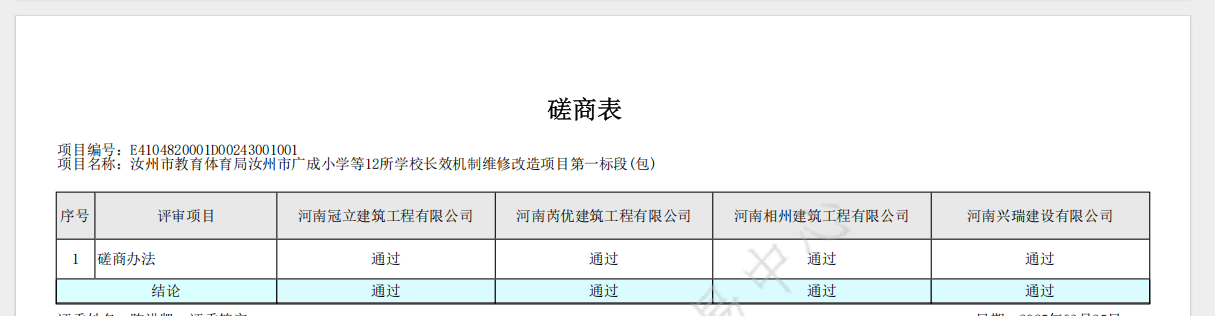 磋商表
项目编号：E4104820001D00243001001
项目名称：汝州市教育体育局汝州市广成小学等12所学校长效机制维修改造项目第一标段(包)
序号 评审项目 河南冠立建筑工程有限公司 河南芮优建筑工程有限公司 河南相州建筑工程有限公司 河南兴瑞建设有限公司
1 磋商办法 通过 通过 通过 通过
结论 通过 通过 通过 通过
中心